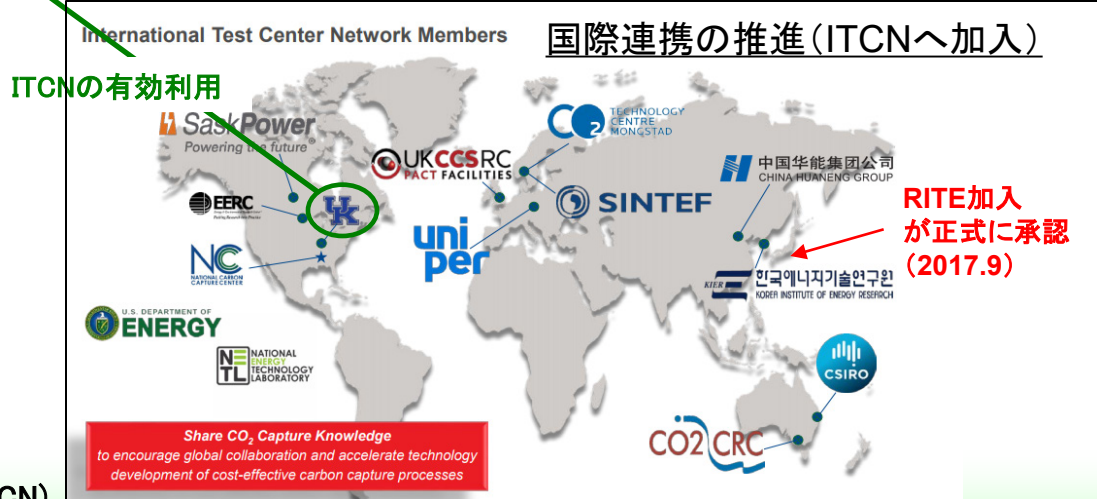 International Test Center Network Members
国際連携の推進(ITCNへ加入)
ITCNの有効利用
SaskPower
Powering the future
CO2 TECHNOLOGY
CENTRE
MONGSTAD
UKCCSRC
PACT FACILITIES
中国华能集团公司
CHINA HUANENG GROUP
EERC
UK
SINTEF
RITE加入
が正式に承認
(2017.9)
uni
per
NC
NATIONAL CARBON
CAPTURE CENTER
KIER
한국에너지기술연구원
KOREA INSTITUTE OF ENERGY RESEARCH
U.S. DEPARTMENT OF
ENERGY
NE
TL
NATIONAL
ENERGY
TECHNOLOGY
LABORATORY
CSIRO
CO2CRC
Share CO₂ Capture Knowledge
to encourage global collaboration and accelerate technology
development of cost-effective carbon capture processes
CN)